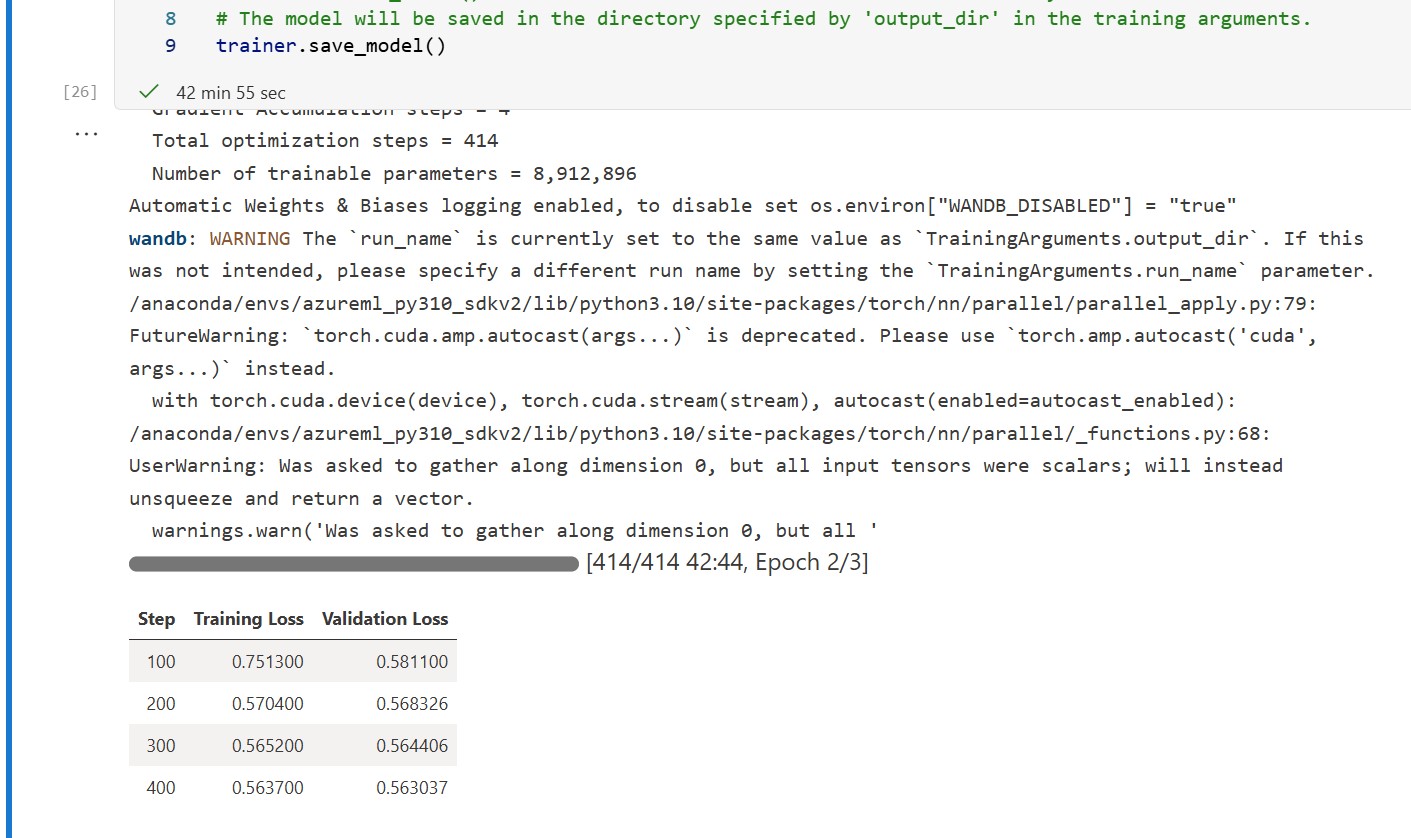 8 # The model will be saved in the directory specified by 'output_dir' in the training arguments.
9 trainer.save_model()
[26] 42 min 55 sec
Gradient Accumulation steps = 4
...
Total optimization steps = 414
Number of trainable parameters = 8,912,896
Automatic Weights & Biases logging enabled, to disable set os.environ["WANDB_DISABLED"] = "true"
wandb: WARNING The `run_name` is currently set to the same value as `TrainingArguments.output_dir`. If this
was not intended, please specify a different run name by setting the `TrainingArguments.run_name` parameter.
/anaconda/envs/azureml_py310_sdkv2/lib/python3.10/site-packages/torch/nn/parallel/parallel_apply.py:79:
FutureWarning: `torch.cuda.amp.autocast(args...)` is deprecated. Please use `torch.amp.autocast('cuda',
args...)` instead.
with torch.cuda.device(device), torch.cuda.stream(stream), autocast(enabled=autocast_enabled):
/anaconda/envs/azureml_py310_sdkv2/lib/python3.10/site-packages/torch/nn/parallel/_functions.py:68:
UserWarning: Was asked to gather along dimension 0, but all input tensors were scalars; will instead
unsqueeze and return a vector.
warnings.warn('Was asked to gather along dimension 0, but all '
[414/414 42:44, Epoch 2/3]
Step Training Loss Validation Loss
100 0.751300 0.581100
200 0.570400 0.568326
300 0.565200 0.564406
400 0.563700 0.563037